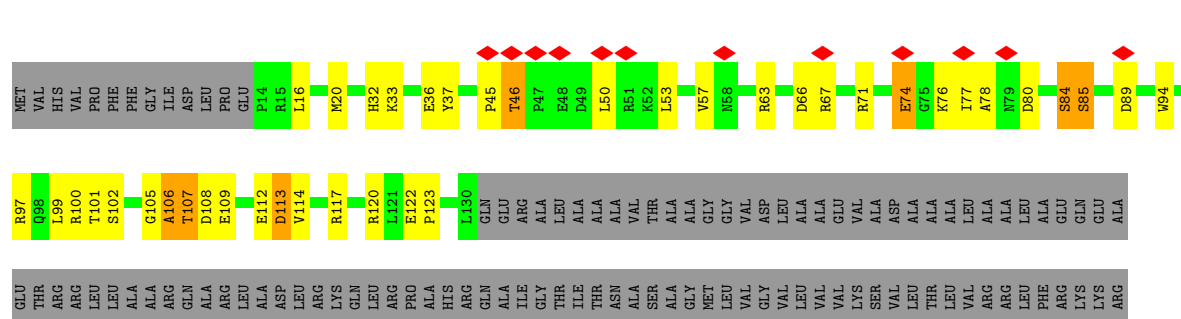 MET VAL HIS VAL PRO PHE PHE GLY ILE ASP LEU PRO GLU P14 R15 L16 M20 H32 K33 E36 Y37 P45 T46 P47 E48 D49 L50 R51 K52 L53 V57 N58 R63 D66 R67 R71 E74 G75 K76 I77 A78 N79 D80 S84 S85 D89 W94
R97 Q98 L99 R100 T101 S102 G105 A106 T107 D108 E109 E112 D113 V114 R117 R120 L121 E122 P123 L130 GLN GLU ARG ALA LEU ALA ALA ALA VAL THR ALA ALA GLY GLY VAL ASP LEU ALA ALA GLU VAL ALA ASP ALA ALA ALA LEU ALA ALA LEU ALA GLU GLN GLU ALA
GLU THR ARG ARG LEU LEU ALA ALA ARG GLN ALA ARG LEU ALA ASP LEU ARG LYS GLN LEU ARG PRO ALA HIS ARG GLN ALA ILE GLY THR ILE THR ASN ALA SER ALA GLY MET LEU VAL GLY VAL LEU VAL VAL LYS SER VAL LEU THR LEU VAL ARG ARG LEU PHE ARG LYS LYS ARG